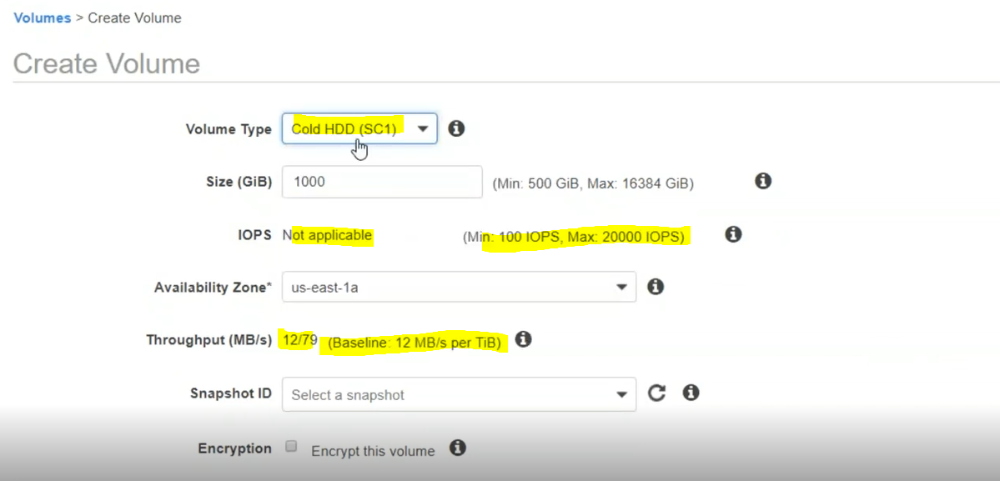 Volumes > Create Volume
Create Volume
Volume Type Cold HDD (SC1)
Size (GiB) 1000 (Min: 500 GiB, Max: 16384 GiB)
IOPS Not applicable (Min: 100 IOPS, Max: 20000 IOPS)
Availability Zone* us-east-1a
Throughput (MB/s) 12/79 (Baseline: 12 MB/s per TiB)
Snapshot ID Select a snapshot
Encryption Encrypt this volume